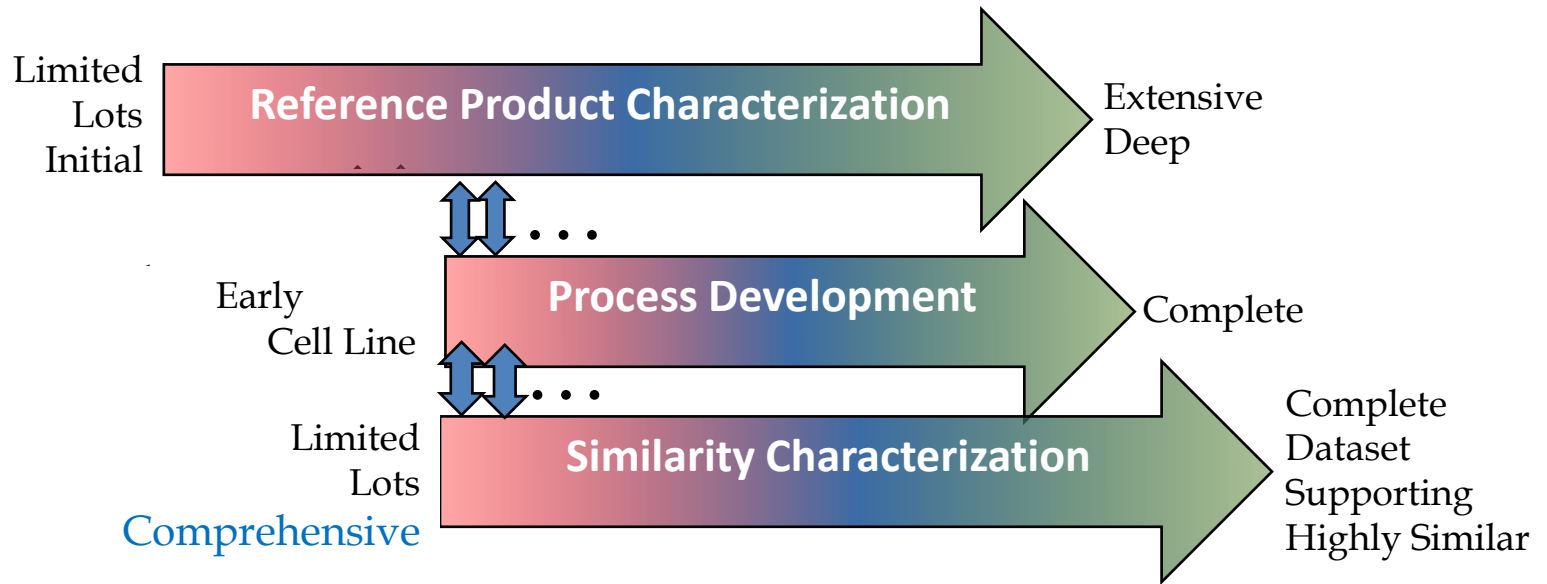 Limited
Lots
Initial
Reference Product Characterization
Extensive
Deep
. . .
Early
Cell Line
Process Development
Complete
. . .
Limited
Lots
Comprehensive
Similarity Characterization
Complete
Dataset
Supporting
Highly Similar